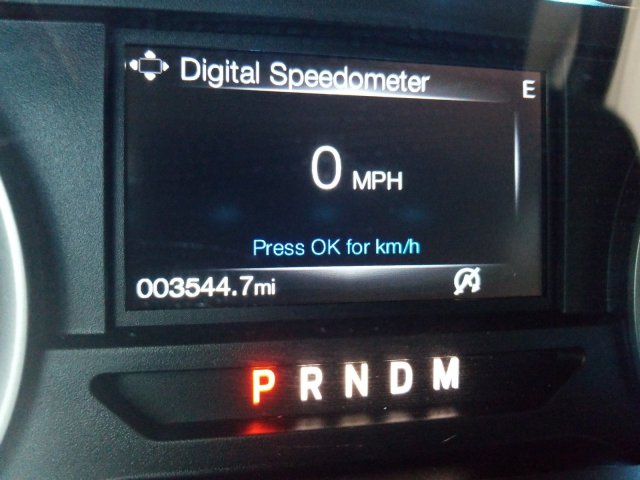 Digital Speedometer
E
0 MPH
Press OK for km/h
003544.7mi
P R N D M